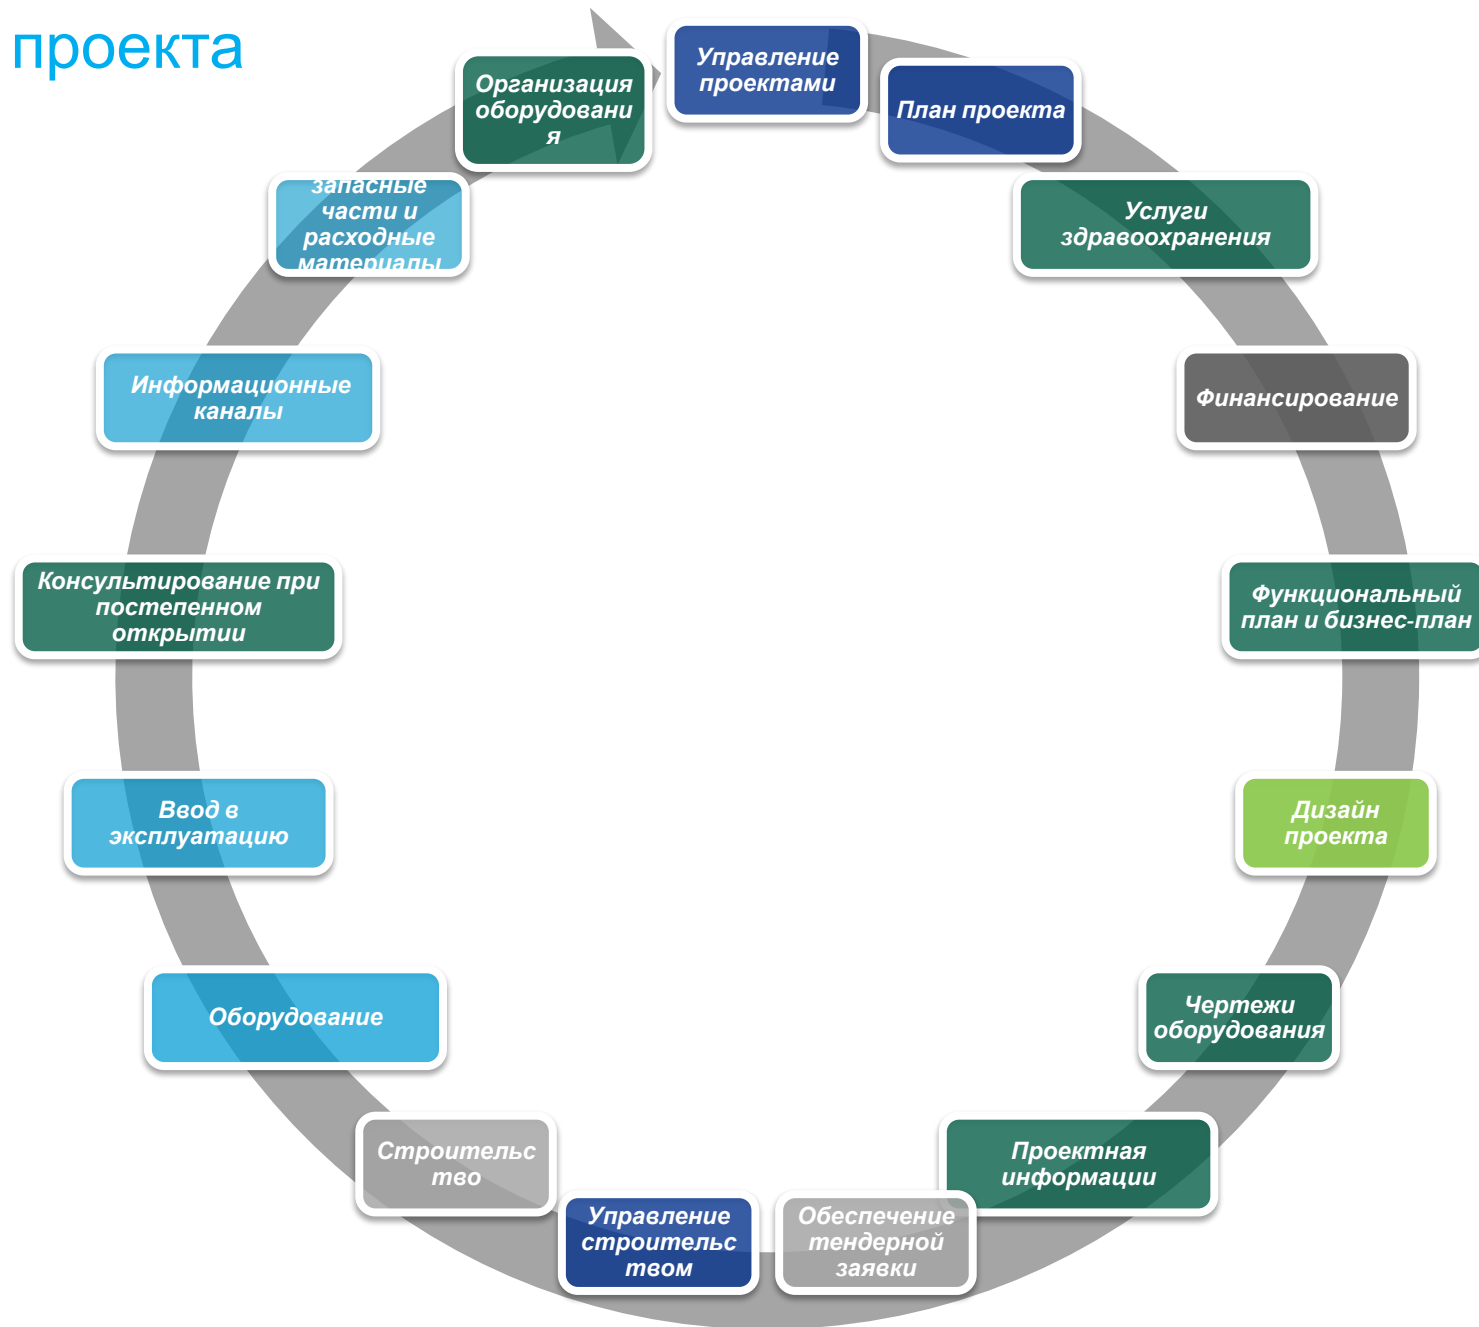 проекта
Управление
проектами
План проекта
Услуги
здравоохранения
Финансирование
Функциональный
план и бизнес-план
Дизайн
проекта
Чертежи
оборудования
Проектная
информации
Обеспечение
тендерной
заявки
Управление
строительс
твом
Строительс
тво
Оборудование
Ввод в
эксплуатацию
Консультирование при
постепенном
открытии
Информационные
каналы
запасные
части и
расходные
материалы
Организация
оборудовани
я